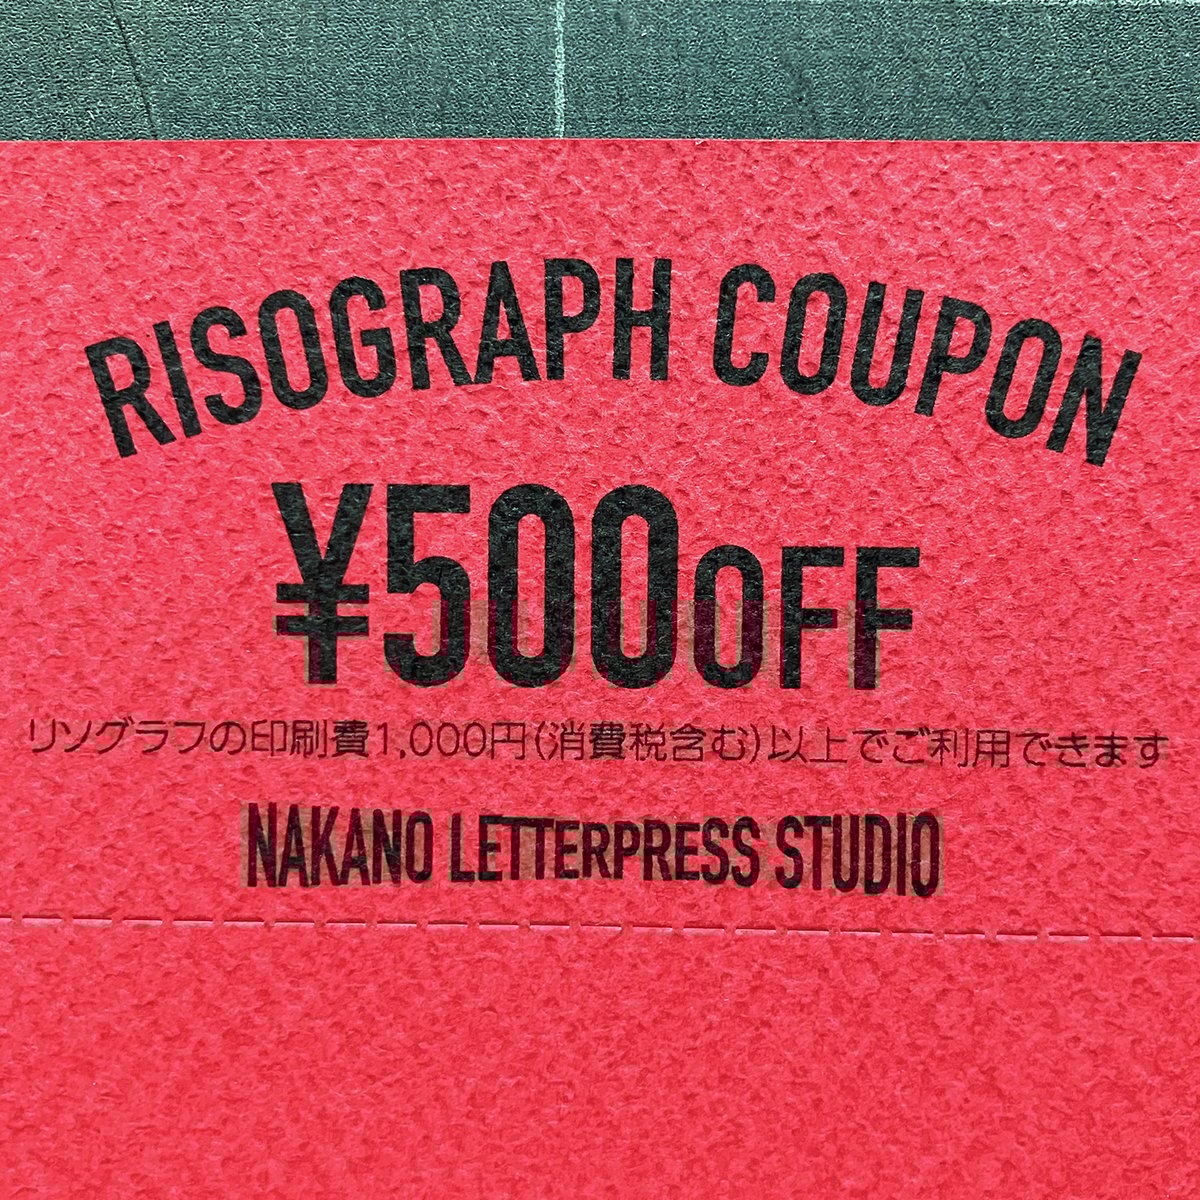 RISOGRAPH COUPON
¥500OFF
リソグラフの印刷費1,000円(消費税含む)以上でご利用できます
NAKANO LETTERPRESS STUDIO